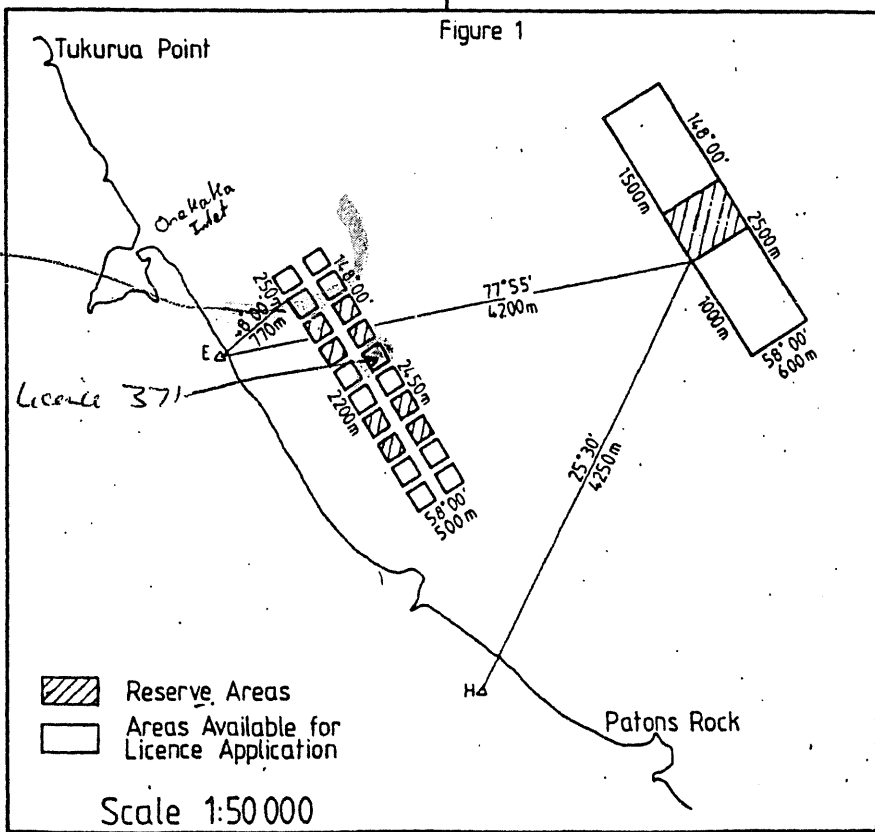 Figure 1
Tukurua Point
Onekaka
Inlet
148°00'
1500m
2500m
1000m
58°00'
600m
77°55'
4200m
250m
148°00'
770m
E
Licence 371
2450m
2200m
58°00'
500m
25°30'
4250m
H
Patons Rock
Reserve Areas
Areas Available for
Licence Application
Scale 1:50 000